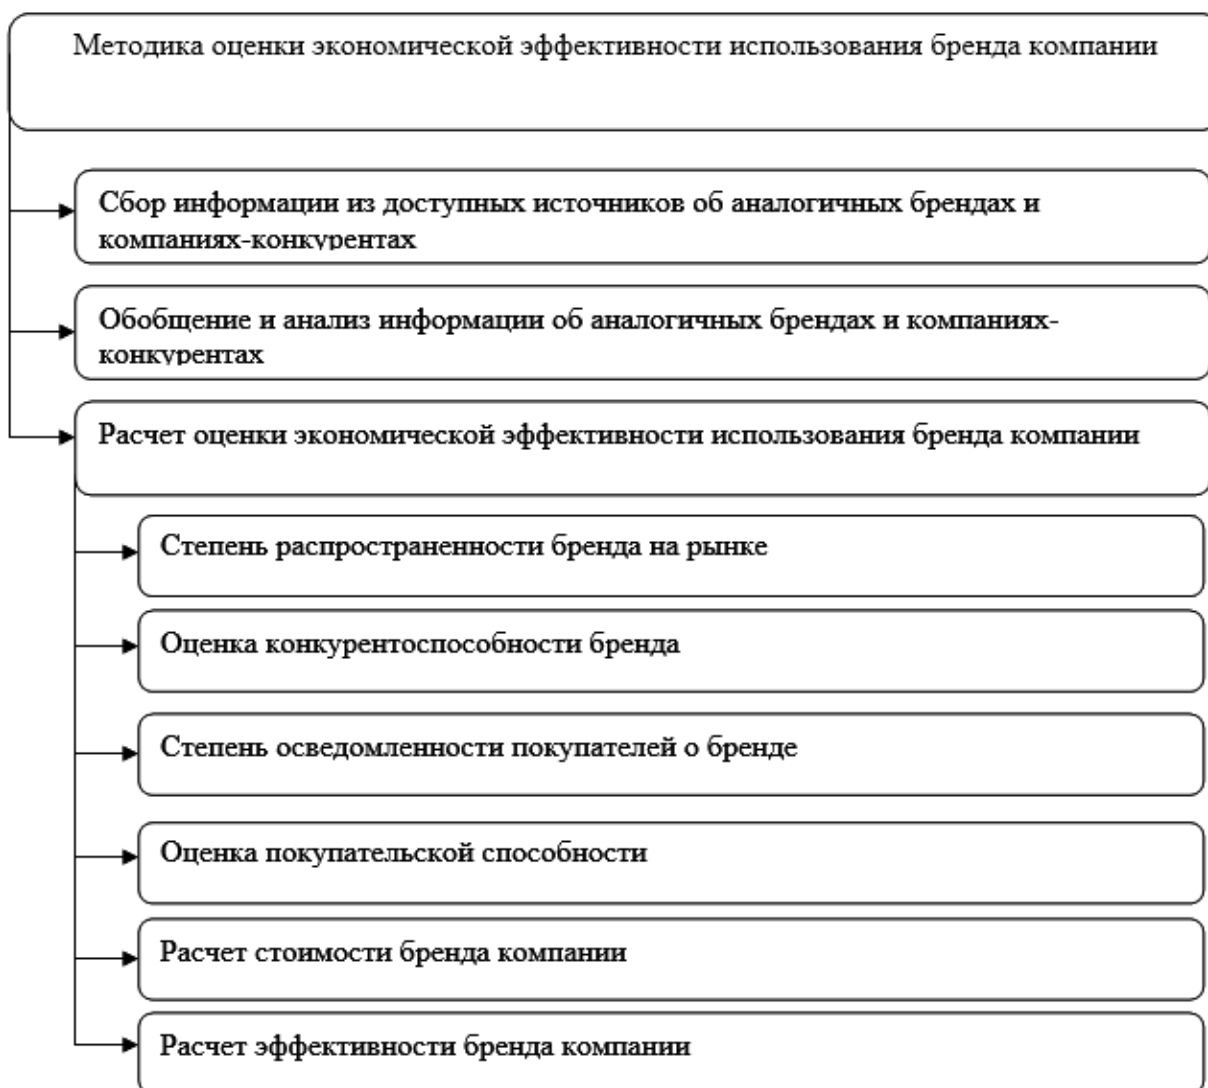 Методика оценки экономической эффективности использования бренда компании
Сбор информации из доступных источников об аналогичных брендах и
компаниях-конкурентах
Обобщение и анализ информации об аналогичных брендах и компаниях-
конкурентах
Расчет оценки экономической эффективности использования бренда компании
Степень распространенности бренда на рынке
Оценка конкурентоспособности бренда
Степень осведомленности покупателей о бренде
Оценка покупательской способности
Расчет стоимости бренда компании
Расчет эффективности бренда компании